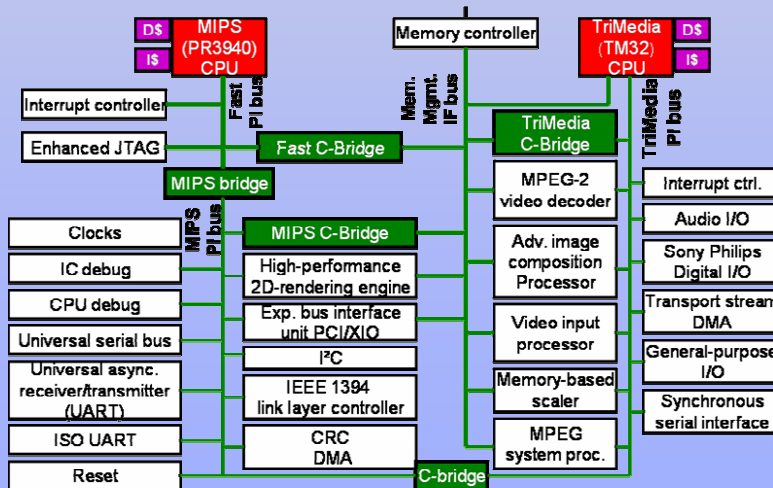 D$
I$
MIPS
(PR3940)
CPU
Memory controller
TriMedia
(TM32)
CPU
D$
I$
Fast
PI bus
Mem.
Mgmt.
IF bus
TriMedia
PI bus
Interrupt controller
Enhanced JTAG
Fast C-Bridge
TriMedia
C-Bridge
MIPS bridge
MIPS
PI bus
Clocks
IC debug
CPU debug
Universal serial bus
Universal async.
receiver/transmitter
(UART)
ISO UART
Reset
MIPS C-Bridge
High-performance
2D-rendering engine
Exp. bus interface
unit PCI/XIO
I²C
IEEE 1394
link layer controller
CRC
DMA
C-bridge
MPEG-2
video decoder
Adv. image
composition
Processor
Video input
processor
Memory-based
scaler
MPEG
system proc.
Interrupt ctrl.
Audio I/O
Sony Philips
Digital I/O
Transport stream
DMA
General-purpose
I/O
Synchronous
serial interface